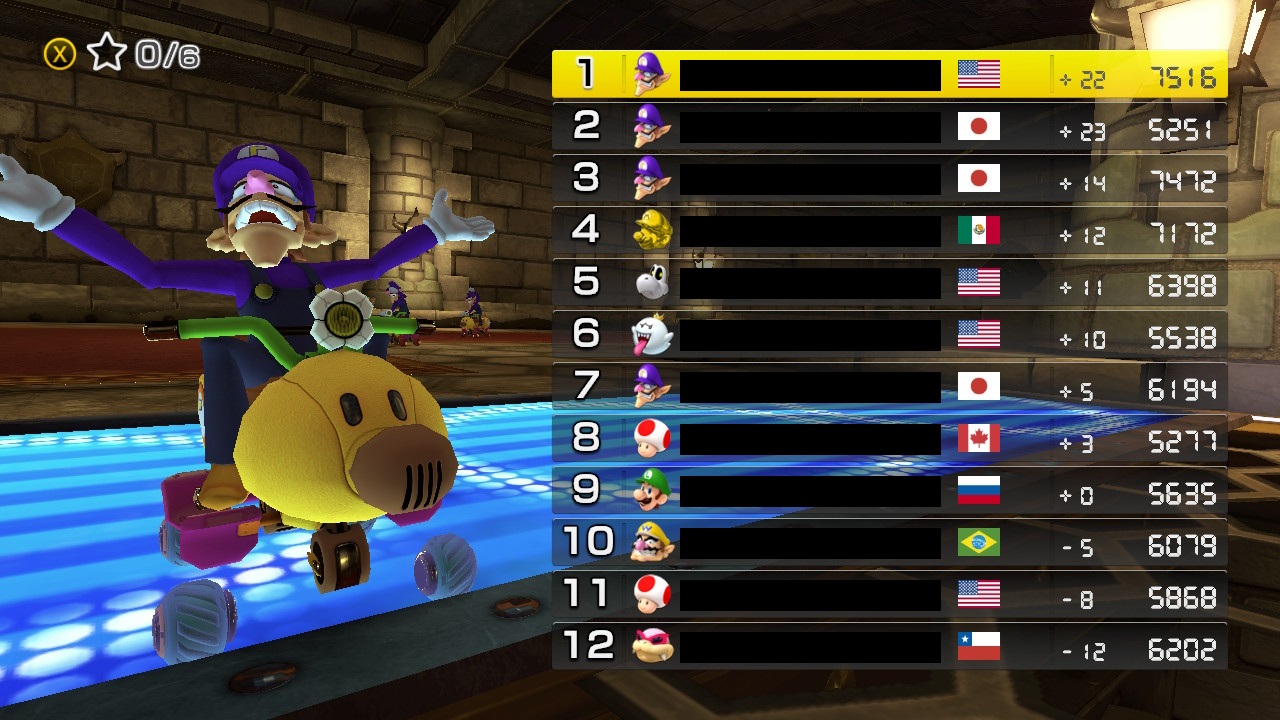 X 0/6
1 + 22 7516
2 + 23 5251
3 + 14 7472
4 + 12 7172
5 + 11 6398
6 + 10 5538
7 + 5 6194
8 + 3 5277
9 + 0 5635
10 - 5 6079
11 - 8 5868
12 - 12 6202